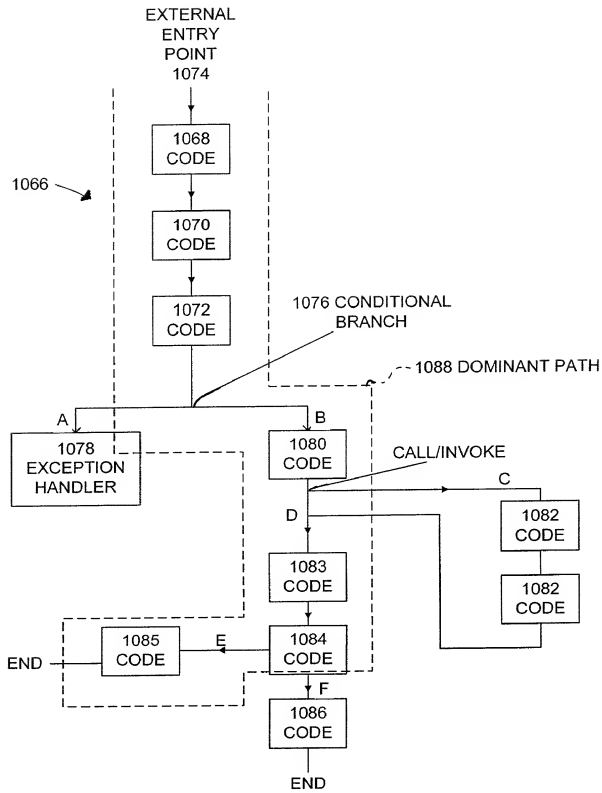 EXTERNAL
ENTRY
POINT
1074
1068
CODE
1066
1070
CODE
1072
CODE
1076 CONDITIONAL
BRANCH
1088 DOMINANT PATH
A
B
1078
EXCEPTION
HANDLER
1080
CODE
CALL/INVOKE
C
1082
CODE
D
1083
CODE
1082
CODE
1085
CODE
E
1084
CODE
END
F
1086
CODE
END